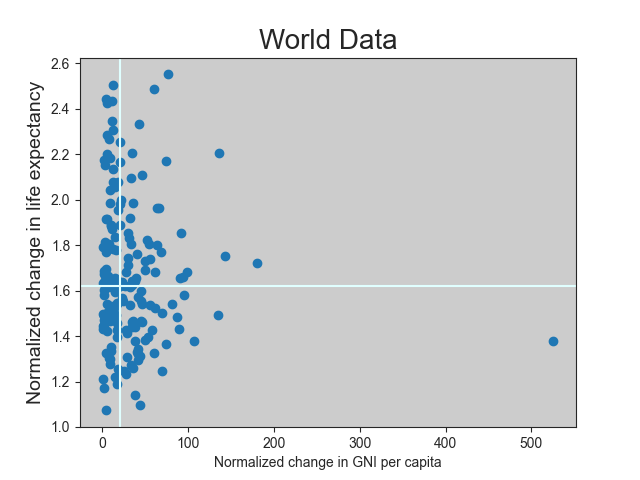 World Data
Normalized change in life expectancy
2.6
2.4
2.2
2.0
1.8
1.6
1.4
1.2
1.0
0 100 200 300 400 500
Normalized change in GNI per capita